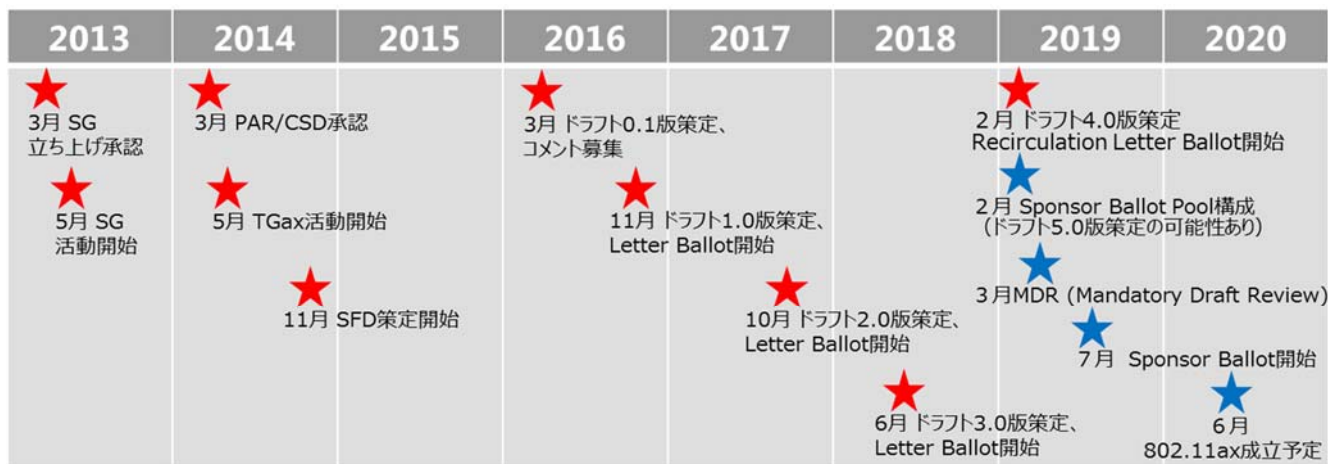 2013
2014
2015
2016
2017
2018
2019
2020
3月 SG
立ち上げ承認
5月 SG
活動開始
3月 PAR/CSD承認
5月 TGax活動開始
11月 SFD策定開始
3月 ドラフト0.1版策定、
コメント募集
11月 ドラフト1.0版策定、
Letter Ballot開始
10月 ドラフト2.0版策定、
Letter Ballot開始
6月 ドラフト3.0版策定、
Letter Ballot開始
2月 ドラフト4.0版策定
Recirculation Letter Ballot開始
2月 Sponsor Ballot Pool構成
(ドラフト5.0版策定の可能性あり)
3月MDR (Mandatory Draft Review)
7月 Sponsor Ballot開始
6月
802.11ax成立予定